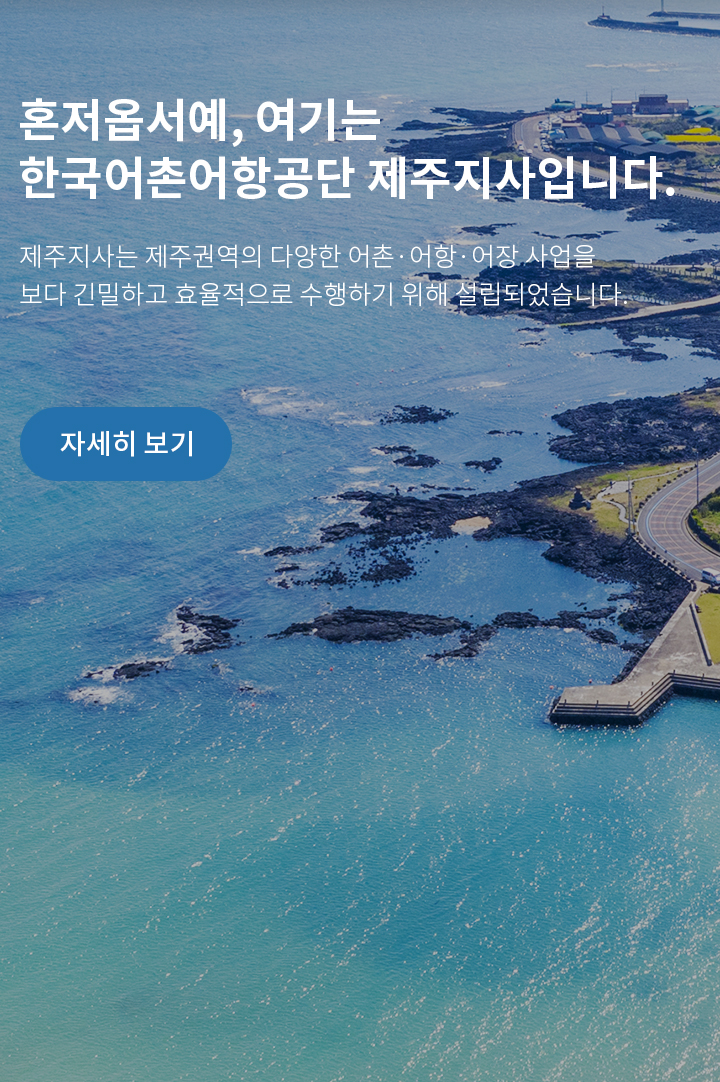 혼저옵서예, 여기는
한국어촌어항공단 제주지사입니다.
제주지사는 제주권역의 다양한 어촌·어항·어장 사업을
보다 긴밀하고 효율적으로 수행하기 위해 설립되었습니다.
자세히 보기